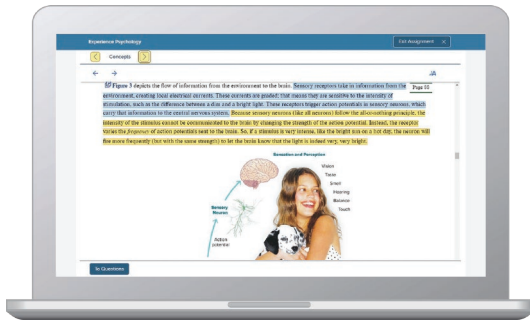 Experience Psychology
Exit Assignment X
Concepts
AA
Figure 3 depicts the flow of information from the environment to the brain. Sensory receptors take in information from the
Page 93
environment, creating local electrical currents. These currents are graded; that means they are sensitive to the intensity of
stimulation, such as the difference between a dim and a bright light. These receptors trigger action potentials in sensory neurons, which
carry that information to the central nervous system. Because sensory neurons (like all neurons) follow the all-or-nothing principle, the
intensity of the stimulus cannot be communicated to the brain by changing the strength of the action potential. Instead, the receptor
varies the frequency of action potentials sent to the brain. So, if a stimulus is very intense, like the bright sun on a hot day, the neuron will
fire more frequently (but with the same strength) to let the brain know that the light is indeed very, very bright.
Sensation and Perception
Vision
Taste
Smell
Hearing
Balance
Touch
Sensory
Neuron
Action
potential
To Questions